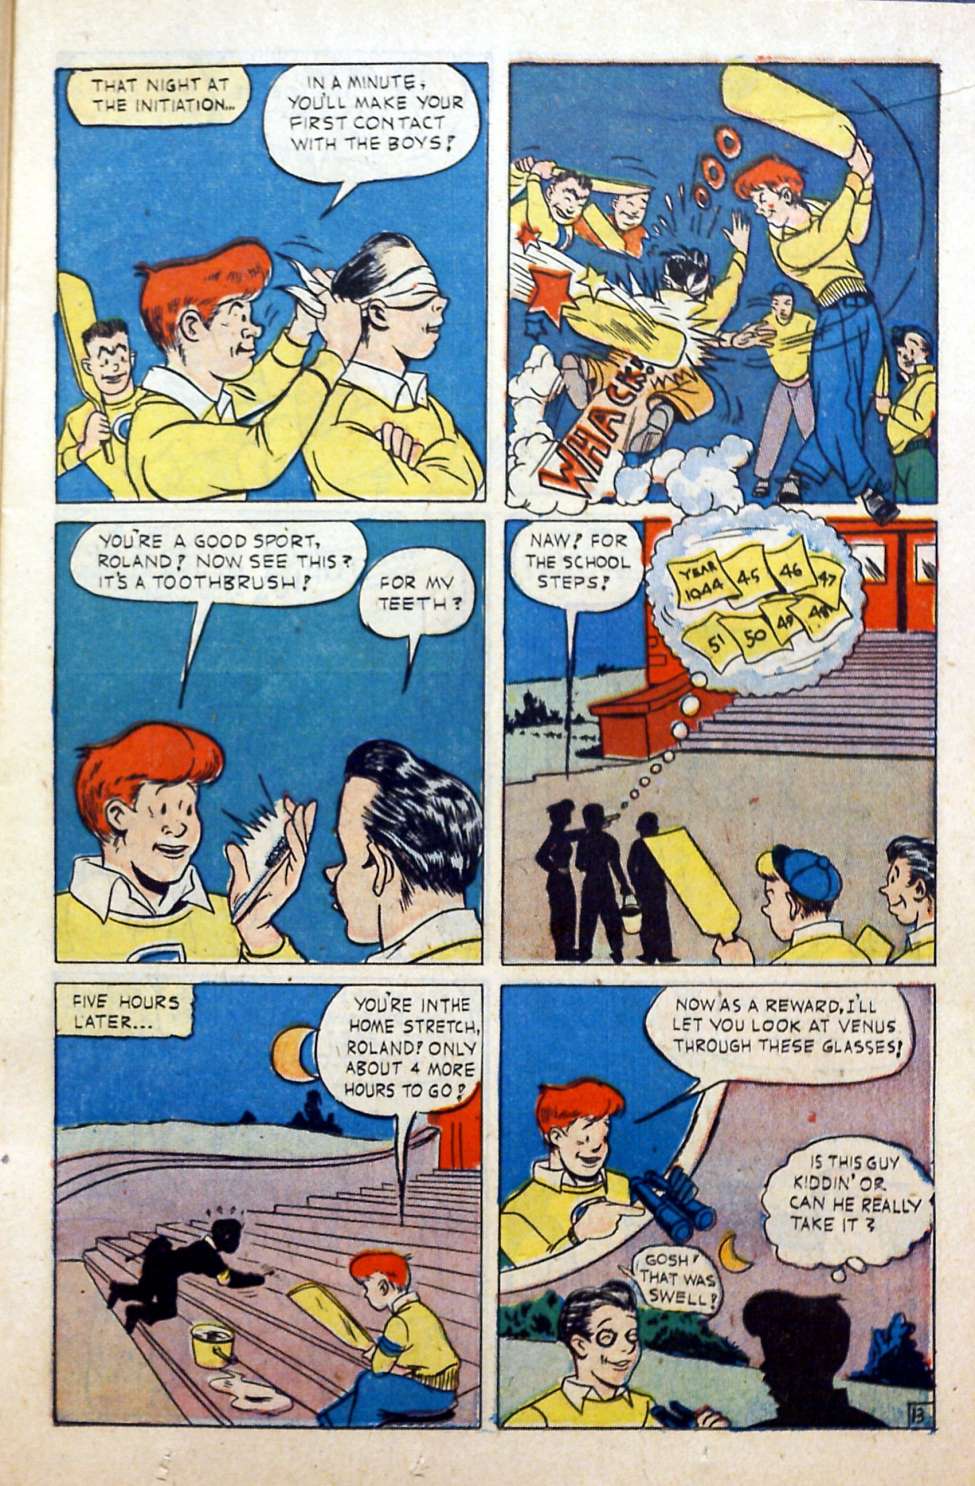 THAT NIGHT AT
THE INITIATION...
IN A MINUTE,
YOU'LL MAKE YOUR
FIRST CONTACT
WITH THE BOYS!
WHACK!
YOU'RE A GOOD SPORT,
ROLAND! NOW SEE THIS?
IT'S A TOOTHBRUSH!
FOR MY
TEETH?
NAW! FOR
THE SCHOOL
STEPS!
YEAR
1944
45
46
47
48
49
50
51
FIVE HOURS
LATER...
YOU'RE IN THE
HOME STRETCH,
ROLAND! ONLY
ABOUT 4 MORE
HOURS TO GO!
NOW AS A REWARD, I'LL
LET YOU LOOK AT VENUS
THROUGH THESE GLASSES!
IS THIS GUY
KIDDIN' OR
CAN HE REALLY
TAKE IT?
GOSH!
THAT WAS
SWELL!
13